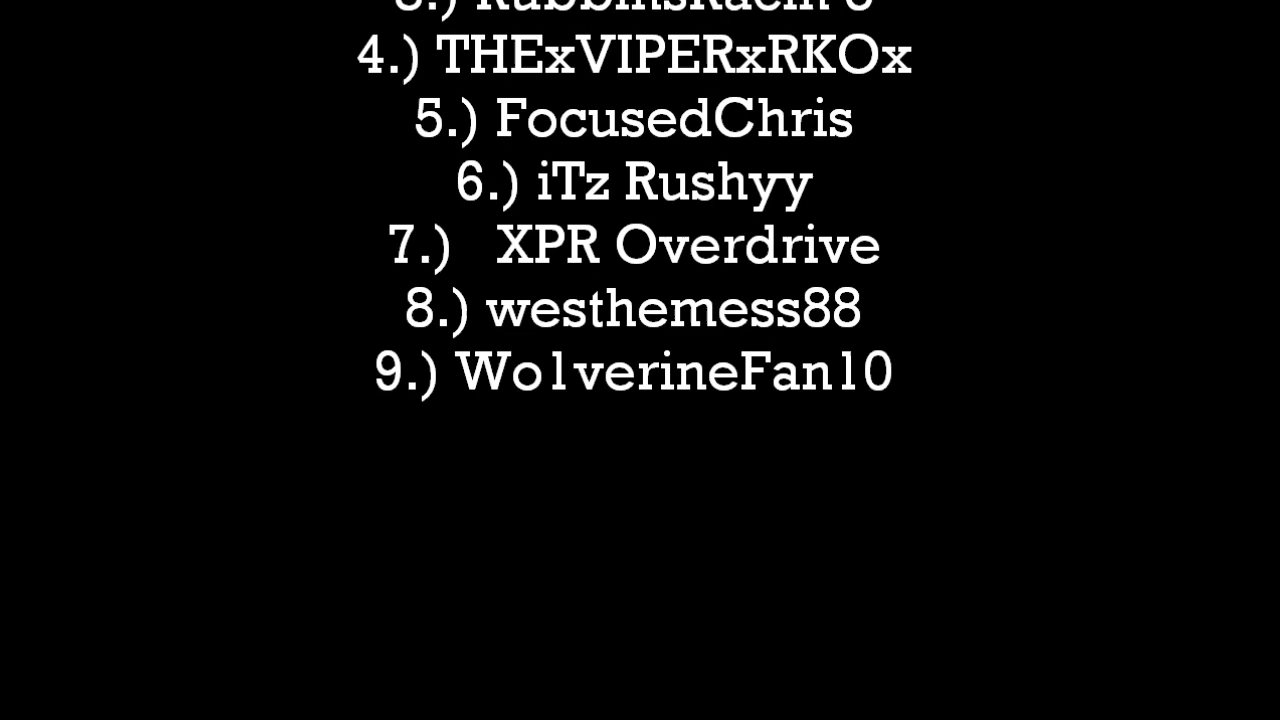 4.) THExVIPERxRKOx
5.) FocusedChris
6.) iTz Rushyy
7.)   XPR Overdrive
8.) westhemess88
9.) Wo1verineFan10